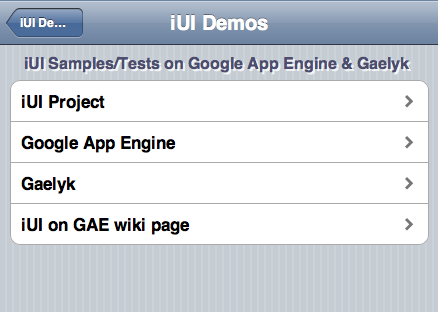 iUI De...
iUI Demos
iUI Samples/Tests on Google App Engine & Gaelyk
iUI Project
Google App Engine
Gaelyk
iUI on GAE wiki page